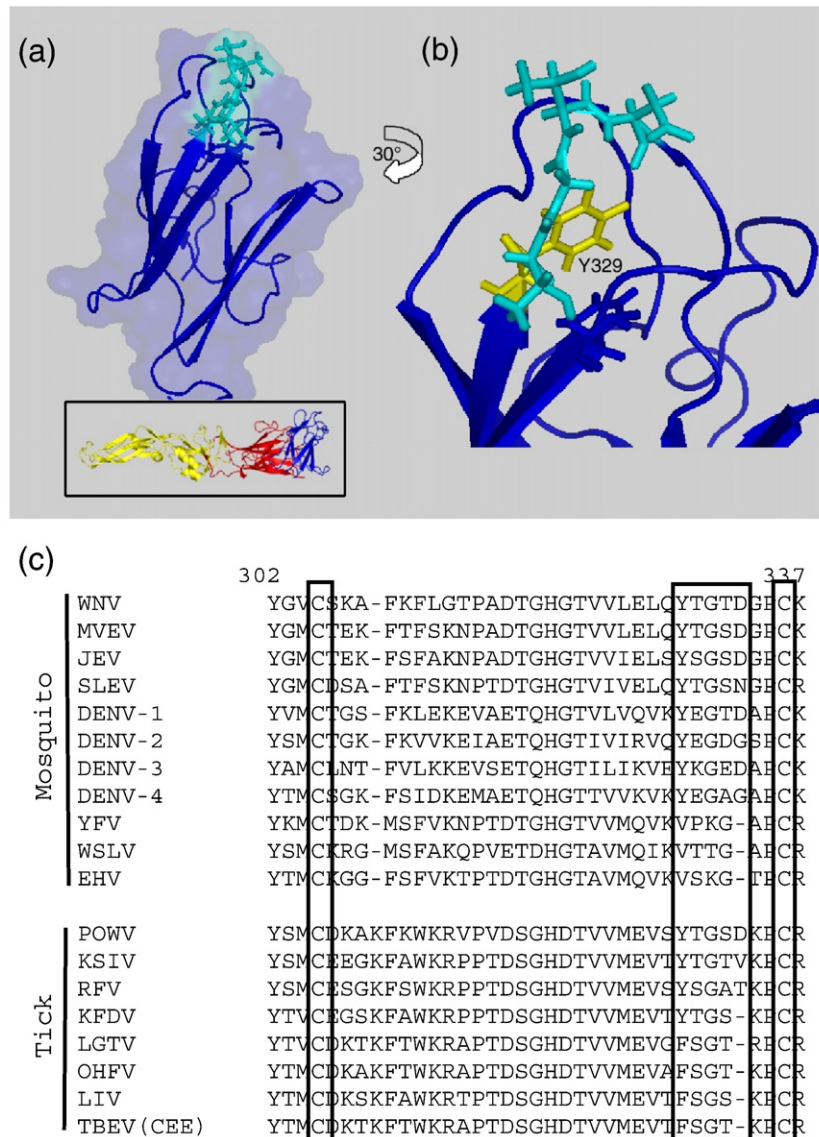 (a)
(b)
30°
Y329
(c)
302 337
Mosquito
WNV YGVCSKA-FKFLGTPADTGHGTVVLELQYTGTDGPCK
MVEV YGMCTEK-FTFSKNPADTGHGTVVIELQYTGSDGPCK
JEV YGMCTEK-FSFAKNPADTGHGTVVIELSYSGSDGPCK
SLEV YGMCDSA-FTFSKNPTDTGHGTVIVELQYTGSNGPCR
DENV-1 YVMCTGS-FKLEKEVAETQHGTVLVQVKYEGTDAPCK
DENV-2 YSMCTGK-FKVVKEIAETQHGTIVIRVQYEGDGSPCK
DENV-3 YAMCLNT-FVLKKEVSETQHGTILIKVEYKGEDAPCK
DENV-4 YTMCSGK-FSIDKEMAETQHGTTVVKVKYEGAGAPCK
YFV YKMCTDK-MSFVKNPTDTGHGTVVMQVKVPKG-APCR
WSLV YSMCKRG-MSFAKQPVETDHGTAVMQIKVTTG-APCR
EHV YTMCKGG-FSFVKTPTDTGHGTAVMQVKVSKG-TPCR
Tick
POWV YSMCDKAKFKWKRVPVDSGHDTVVMEVSYTGSDKPCR
KSIV YSMCEEGKFAWKRPPTDSGHDTVVMEVTYTGTVKPCR
RFV YSMCESGKFSWKRPPTDSGHDTVVMEVSYSGATKPCR
KFDV YTVCEGSKFAWKRPPTDSGHDTVVMEVTYTGS-KPCR
LGTV YTVCDKTKFTWKRAPTDSGHDTVVMEVGFSGT-RPCR
OHFV YTMCDKAKFTWKRAPTDSGHDTVVMEVAFSGT-KPCR
LIV YTMCDKSKFAWKRTPTDSGHDTVVMEVTFSGS-KPCR
TBEV(CEE) YTMCDKTKFTWKRAPTDSGHDTVVMEVTFSGT-KPCR